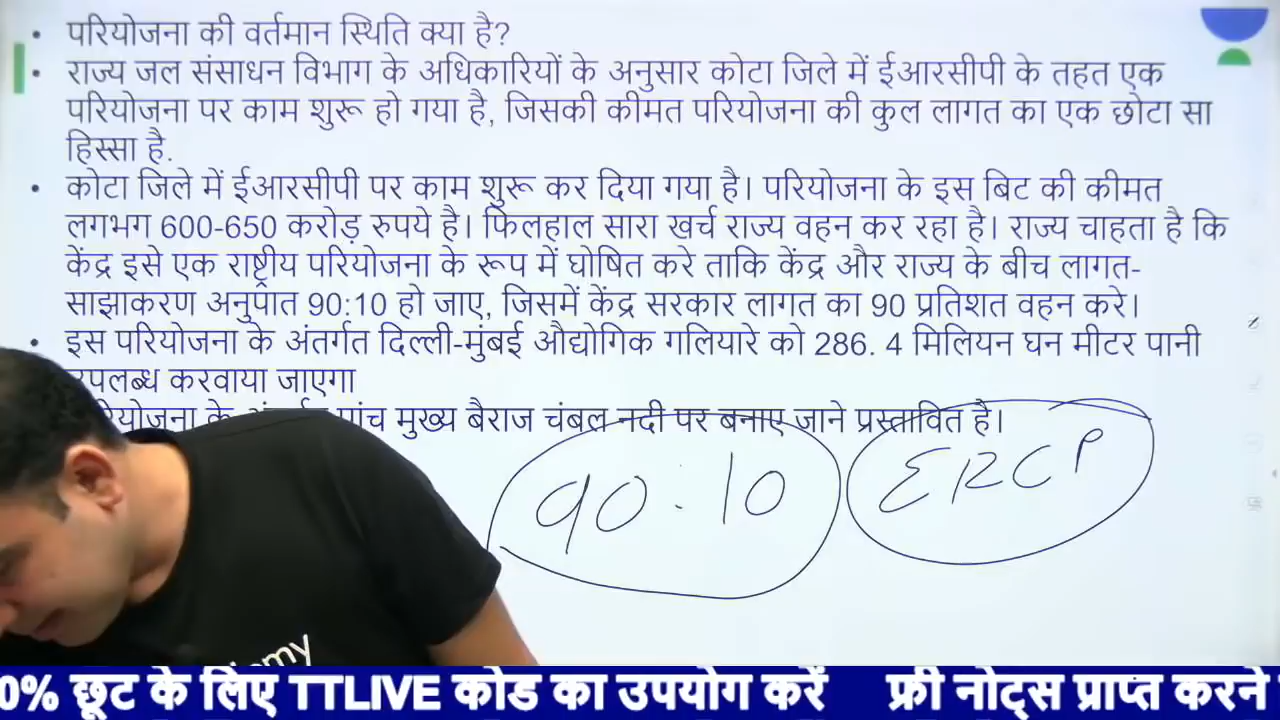 परियोजना की वर्तमान स्थिति क्या है?
राज्य जल संसाधन विभाग के अधिकारियों के अनुसार कोटा जिले में ईआरसीपी के तहत एक
परियोजना पर काम शुरू हो गया है, जिसकी कीमत परियोजना की कुल लागत का एक छोटा सा
हिस्सा है.
कोटा जिले में ईआरसीपी पर काम शुरू कर दिया गया है। परियोजना के इस बिट की कीमत
लगभग 600-650 करोड़ रुपये है। फिलहाल सारा खर्च राज्य वहन कर रहा है। राज्य चाहता है कि
केंद्र इसे एक राष्ट्रीय परियोजना के रूप में घोषित करे ताकि केंद्र और राज्य के बीच लागत-
साझाकरण अनुपात 90:10 हो जाए, जिसमें केंद्र सरकार लागत का 90 प्रतिशत वहन करे।
इस परियोजना के अंतर्गत दिल्ली-मुंबई औद्योगिक गलियारे को 286. 4 मिलियन घन मीटर पानी
उपलब्ध करवाया जाएगा
पांच मुख्य बैराज चंबल नदी पर बनाए जाने प्रस्तावित है।
90:10
ERCP
0% छूट के लिए TTLIVE कोड का उपयोग करें फ्री नोट्स प्राप्त करने